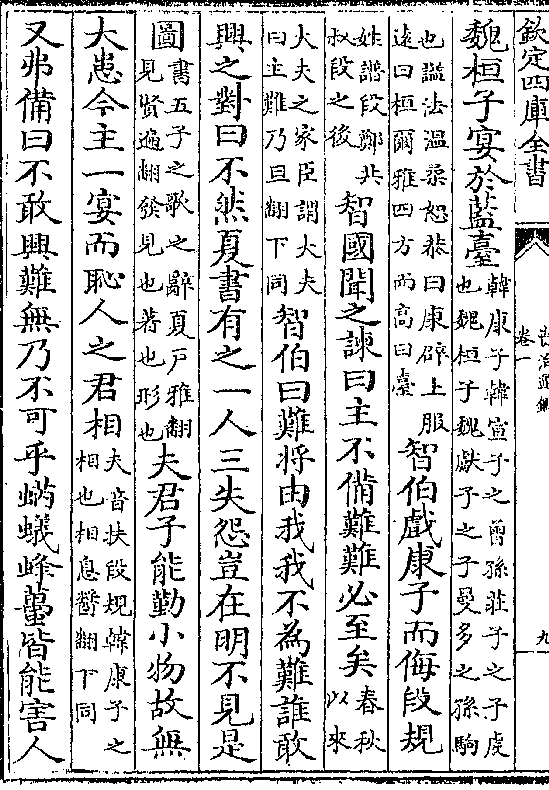 欽定四庫全書
資治通鑑
卷一
九
魏桓子宴於藍臺韓康子韓宣子之曾孫莊子之子虎也魏桓子魏獻子之子曼多之孫駒
也謚法溫柔恕恭曰康辟土服逺曰桓爾雅四方而高曰臺智伯戲康子而侮段規
姓譜段鄭共叔段之後智國聞之諫曰主不備難難必至矣春秋以來
大夫之家臣謂大夫曰主難乃旦翻下同智伯曰難將由我我不為難誰敢
興之對曰不然夏書有之一人三失怨豈在明不見是
圖書五子之歌之辭夏戸雅翻見賢遍翻發見也著也形也夫君子能勤小物故無
大患今主一宴而恥人之君相夫音扶段規韓康子之相也相息醬翻下同
又弗備曰不敢興難無乃不可乎蜹蟻蜂蠆皆能害人